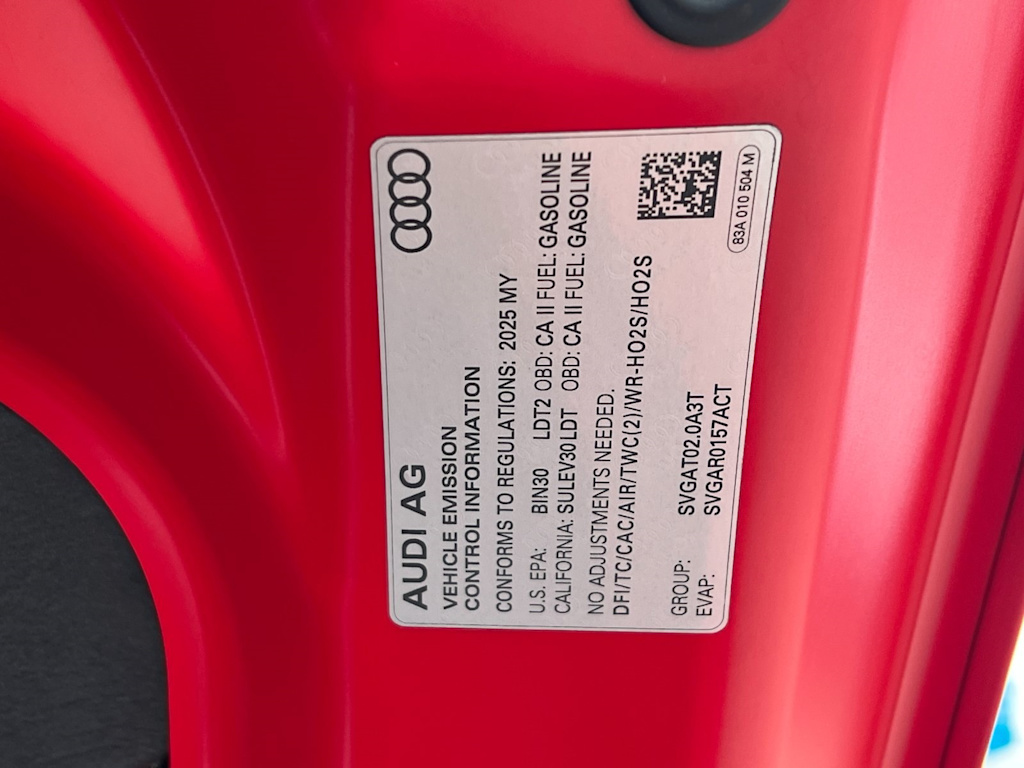 AUDI AG
VEHICLE EMISSION
CONTROL INFORMATION
CONFORMS TO REGULATIONS: 2025 MY
U.S. EPA: BIN30 LDT2 OBD: CA II FUEL: GASOLINE
CALIFORNIA: SULEV30LDT OBD: CA II FUEL: GASOLINE
NO ADJUSTMENTS NEEDED.
DFI/TC/CAC/AIR/TWC(2)/WR-HO2S/HO2S
GROUP: SVGAT02.0A3T
EVAP: SVGAR0157ACT
83A 010 504 M